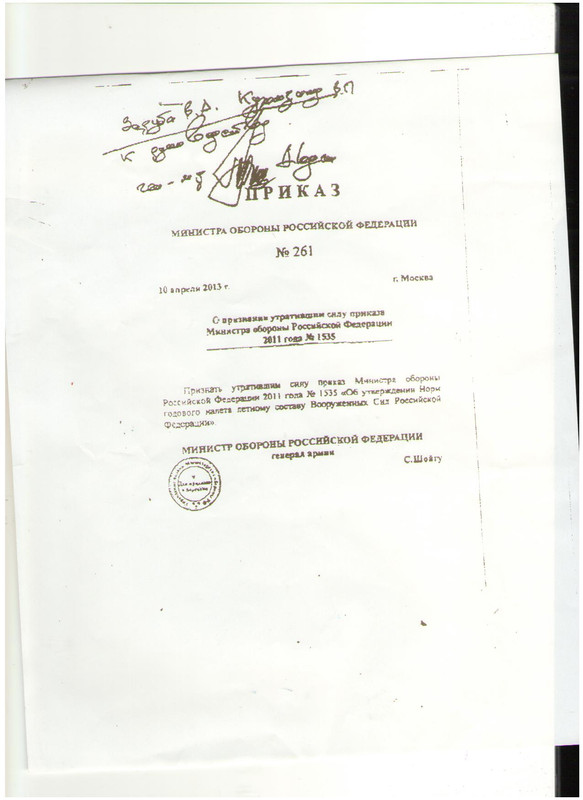 Заруба В.А.
В.П
к
ПРИКАЗ
МИНИСТРА ОБОРОНЫ РОССИЙСКОЙ ФЕДЕРАЦИИ
№ 261
10 апреля 2013 г.
г. Москва
О признании утратившим силу приказа
Министра обороны Российской Федерации
2011 года № 1535
Признать утратившим силу приказ Министра обороны
Российской Федерации 2011 года № 1535 «Об утверждении Норм
годового налета летному составу Вооруженных Сил Российской
Федерации».
МИНИСТР ОБОРОНЫ РОССИЙСКОЙ ФЕДЕРАЦИИ
генерал армии
С.Шойгу